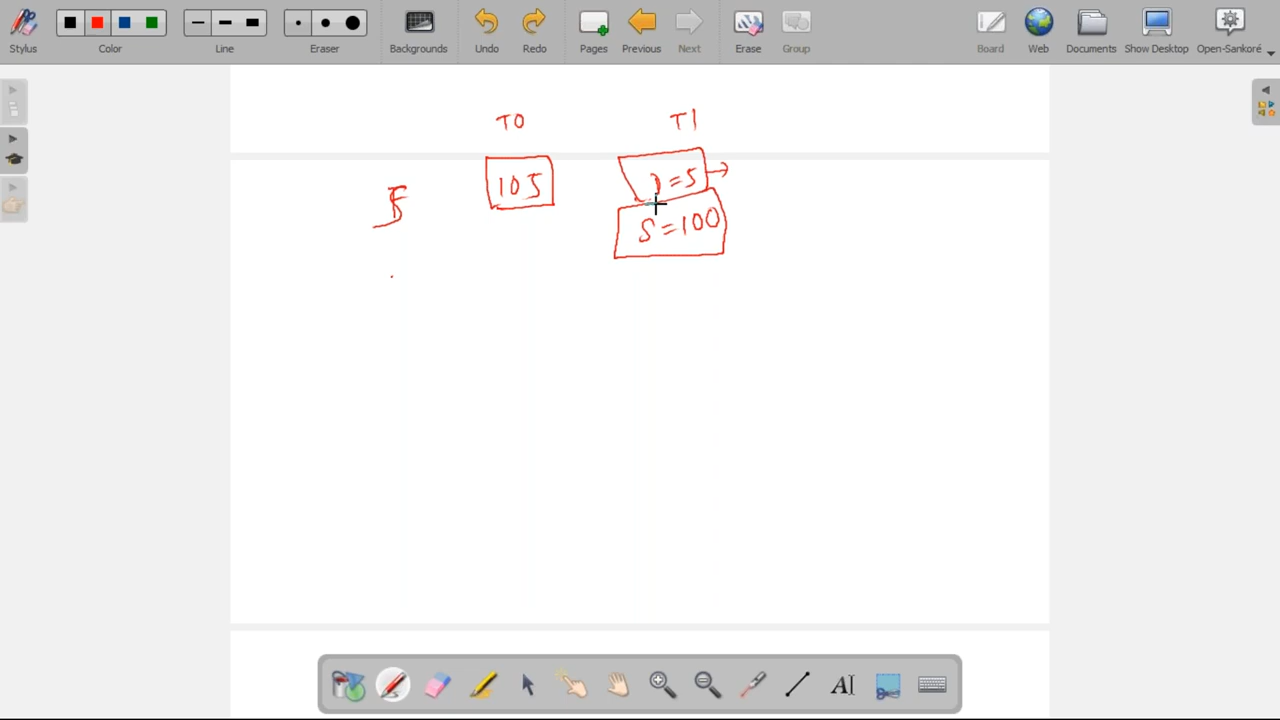 Stylus
Color
Line
Eraser
Backgrounds
Undo
Redo
Pages
Previous
Next
Erase
Group
Board
Web
Documents
Show Desktop
Open-Sankoré
T0
T1
105
=5
S=100